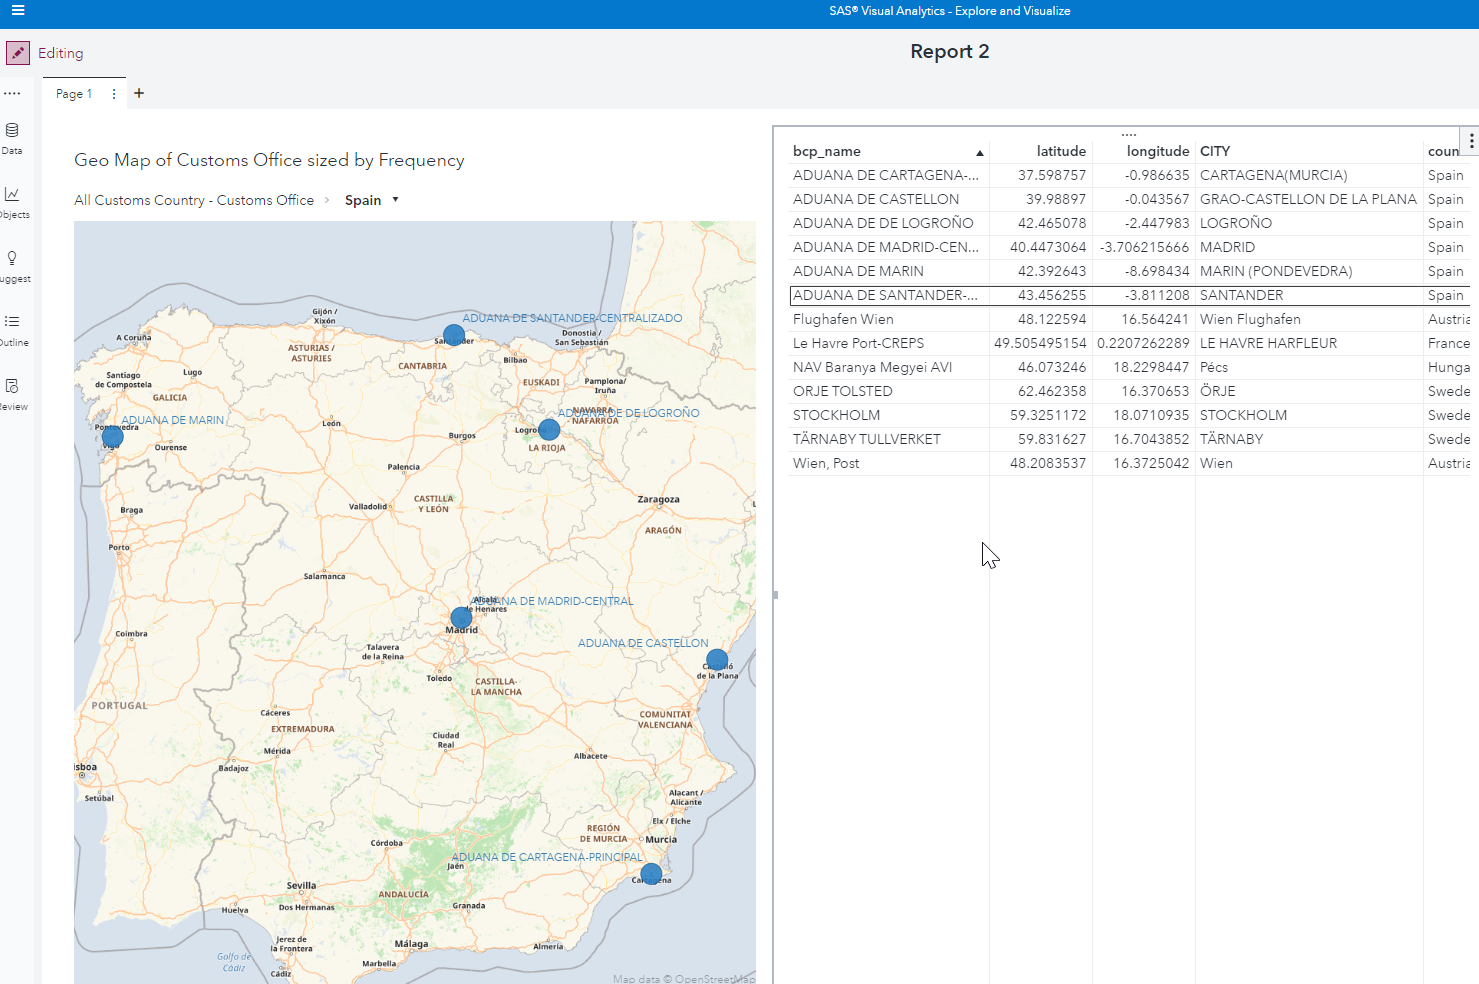 SAS® Visual Analytics - Explore and Visualize
Editing
Report 2
Page 1
Data
Objects
uggest
Outline
Review
Geo Map of Customs Office sized by Frequency
All Customs Country - Customs Office > Spain
bcp_name latitude longitude CITY coun
ADUANA DE CARTAGENA-... 37.598757 -0.986635 CARTAGENA(MURCIA) Spain
ADUANA DE CASTELLON 39.98897 -0.043567 GRAO-CASTELLON DE LA PLANA Spain
ADUANA DE DE LOGROÑO 42.465078 -2.447983 LOGROÑO Spain
ADUANA DE MADRID-CEN... 40.4473064 -3.706215666 MADRID Spain
ADUANA DE MARIN 42.392643 -8.698434 MARIN (PONDEVEDRA) Spain
ADUANA DE SANTANDER-... 43.456255 -3.811208 SANTANDER Spain
Flughafen Wien 48.122594 16.564241 Wien Flughafen Austria
Le Havre Port-CREPS 49.505495154 0.2207262289 LE HAVRE HARFLEUR France
NAV Baranya Megyei AVI 46.073246 18.2298447 Pécs Hunga
ORJE TOLSTED 62.462358 16.370653 ÖRJE Swede
STOCKHOLM 59.3251172 18.0710935 STOCKHOLM Swede
TÄRNABY TULLVERKET 59.831627 16.7043852 TÄRNABY Swede
Wien, Post 48.2083537 16.3725042 Wien Austria
Gijón /
Xixón
ADUANA DE SANTANDER-CENTRALIZADO
A Coruña
Santander
Donostia /
San Sebastián
ASTURIAS /
ASTURIES
Bilbao
CANTABRIA
Lugo
Santiago
de Compostela
EUSKADI
Pamplona/
Iruña
GALICIA
ADUANA DE MARIN
ADUANA DE DE LOGROÑO
NAVARRA
NAFARROA
León
Pontevedra
Vigo
Logroño
Burgos
Ourense
LA RIOJA
Palencia
Zaragoza
CASTILLA
Y LEÓN
Valladolid
Braga
ARAGÓN
Porto
Salamanca
ADUANA DE MADRID-CENTRAL
Alcalá
de Henares
Madrid
Coimbra
ADUANA DE CASTELLON
Talavera
de la Reina
Castelló
de la Plana
Toledo
CASTILLA-
LA MANCHA
PORTUGAL
Cáceres
COMUNITAT
VALENCIANA
EXTREMADURA
Ciudad
Real
Mérida
Albacete
isboa
Badajoz
Setúbal
Alacant /
Alicante
Elx / Elche
REGIÓN
DE MURCIA
Murcia
Córdoba
ADUANA DE CARTAGENA-PRINCIPAL
Jaén
Cartagena
Sevilla
ANDALUCÍA
Huelva
Dos Hermanas
Granada
Jerez de
la Frontera
Málaga
Almería
Golfo de
Cádiz
Marbella
Cádiz
Map data © OpenStreetMap